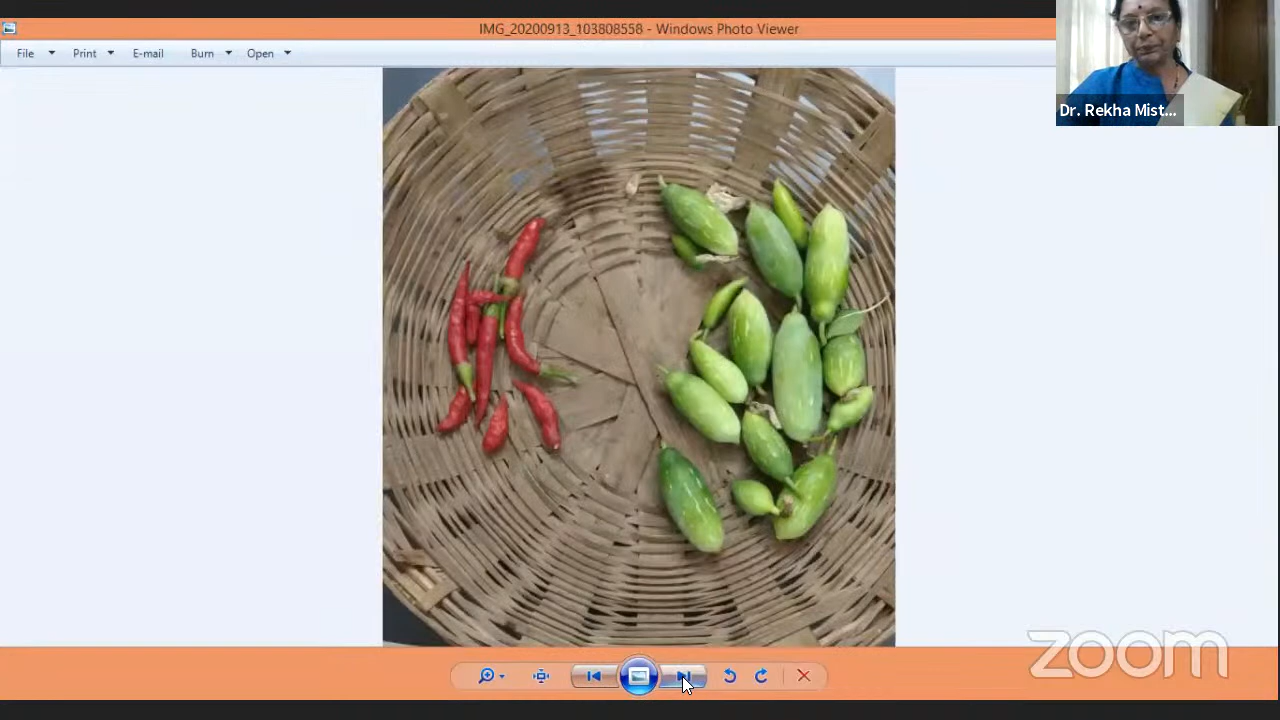 IMG_20200913_103808558 - Windows Photo Viewer
File Print E-mail Burn Open
Dr. Rekha Mist...
zoom